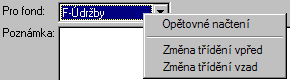 Pro fond: F-Údržby
Poznámka:
Opětovné načtení
Změna třídění vpřed
Změna třídění vzad